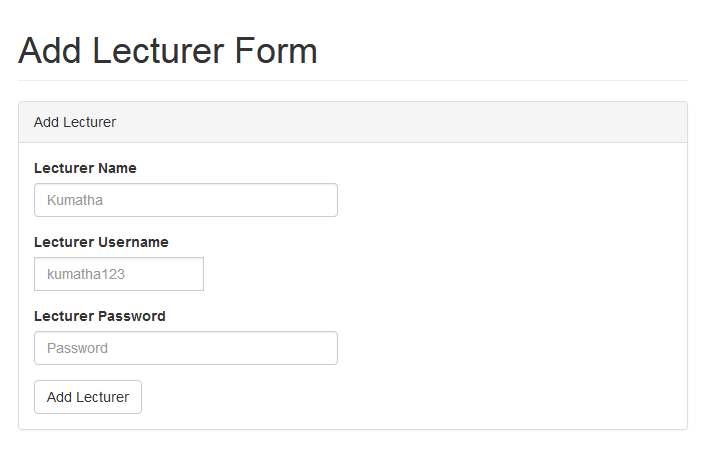 Add Lecturer Form
Add Lecturer
Lecturer Name
Kumatha
Lecturer Username
kumatha123
Lecturer Password
Password
Add Lecturer